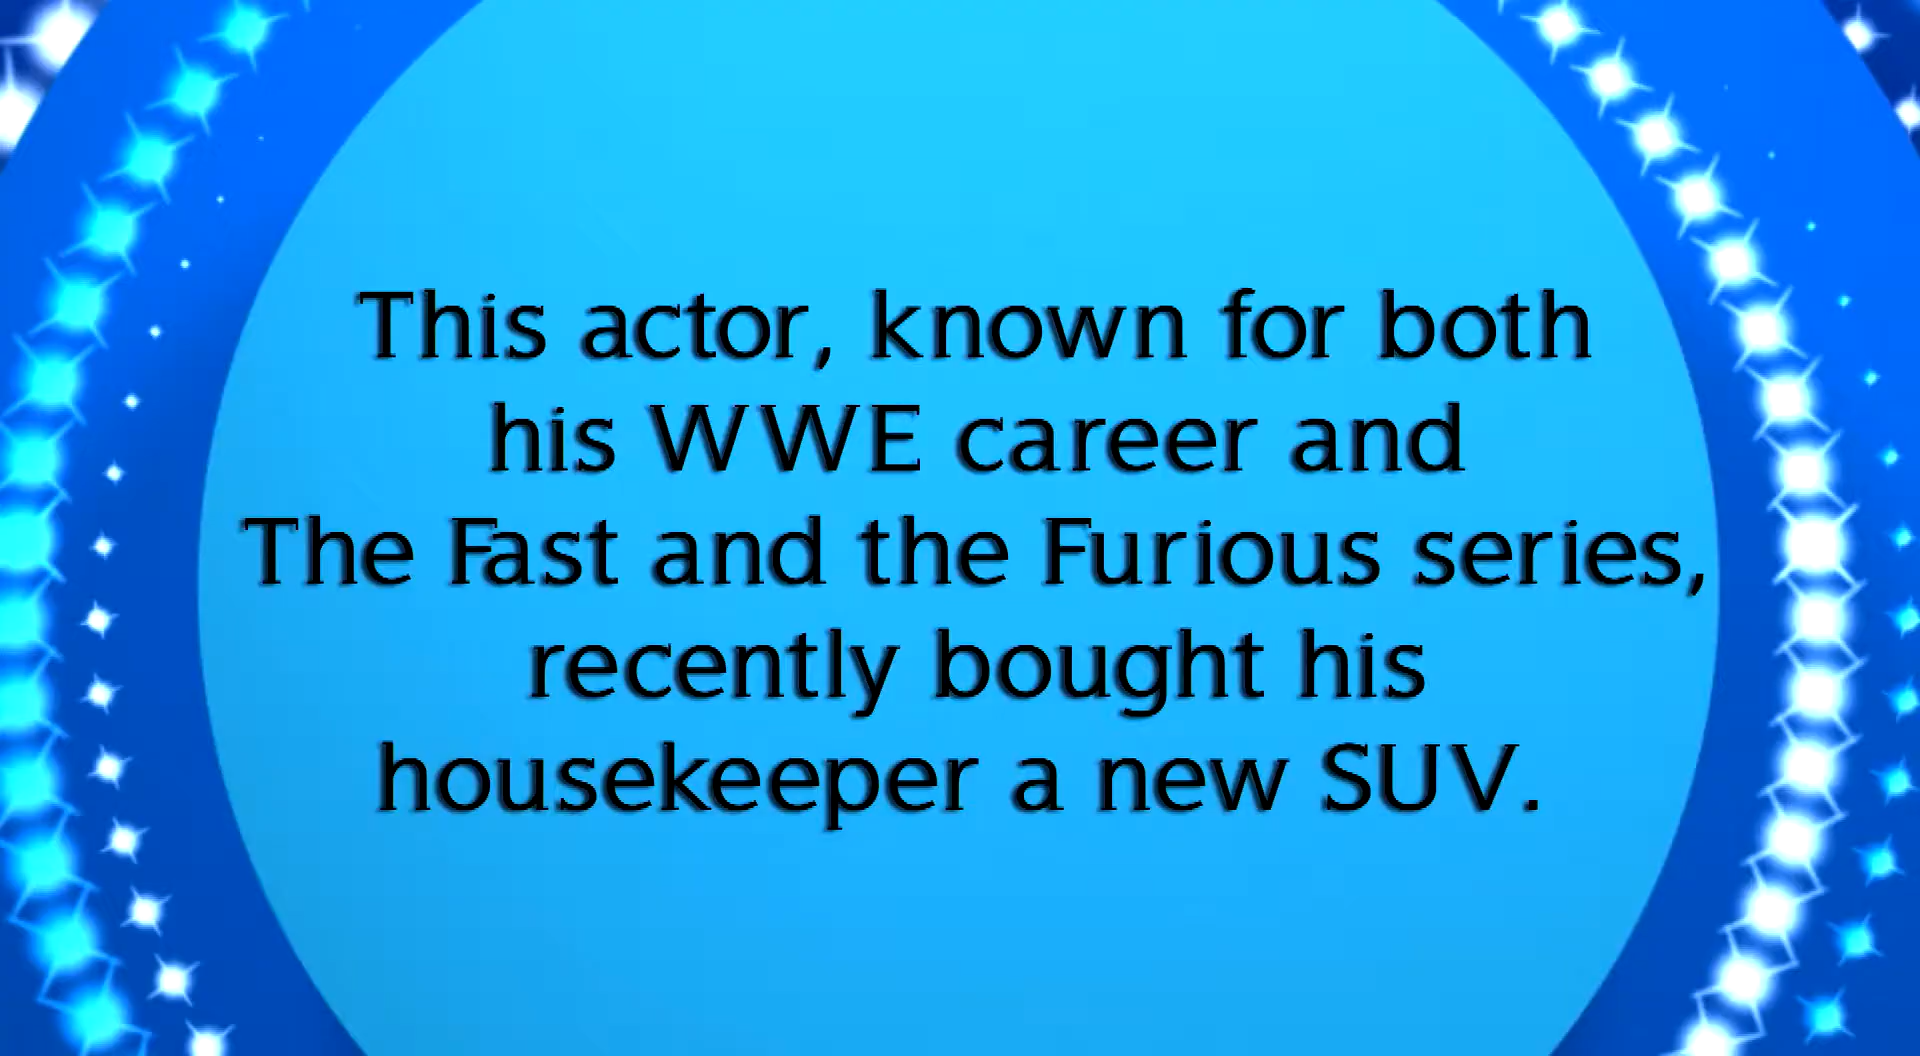 This actor, known for both
his WWE career and
The Fast and the Furious series,
recently bought his
housekeeper a new SUV.